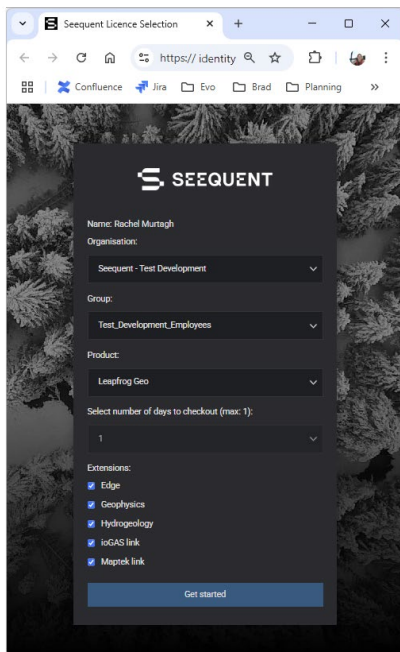 Seequent Licence Selection
https://identity
Confluence
Jira
Evo
Brad
Planning
SEEQUENT
Name: Rachel Murtagh
Organisation:
Seequent - Test Development
Group:
Test_Development_Employees
Product:
Leapfrog Geo
Select number of days to checkout (max: 1):
1
Extensions:
Edge
Geophysics
Hydrogeology
ioGAS link
Maptek link
Get started